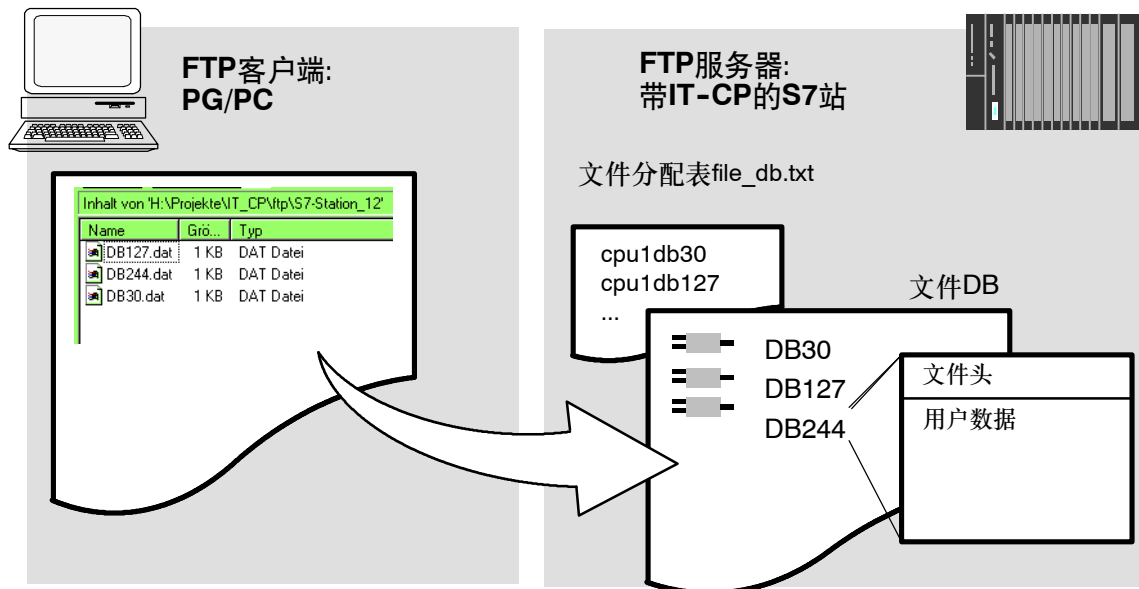 FTP客户端:
PG/PC
Inhalt von 'H:\Projekte\IT_CP\ftp\S7-Station_12'
Name Grö... Typ
DB127.dat 1 KB DAT Datei
DB244.dat 1 KB DAT Datei
DB30.dat 1 KB DAT Datei
FTP服务器:
带IT-CP的S7站
文件分配表file_db.txt
cpu1db30
cpu1db127
...
文件DB
DB30
DB127
DB244
文件头
用户数据